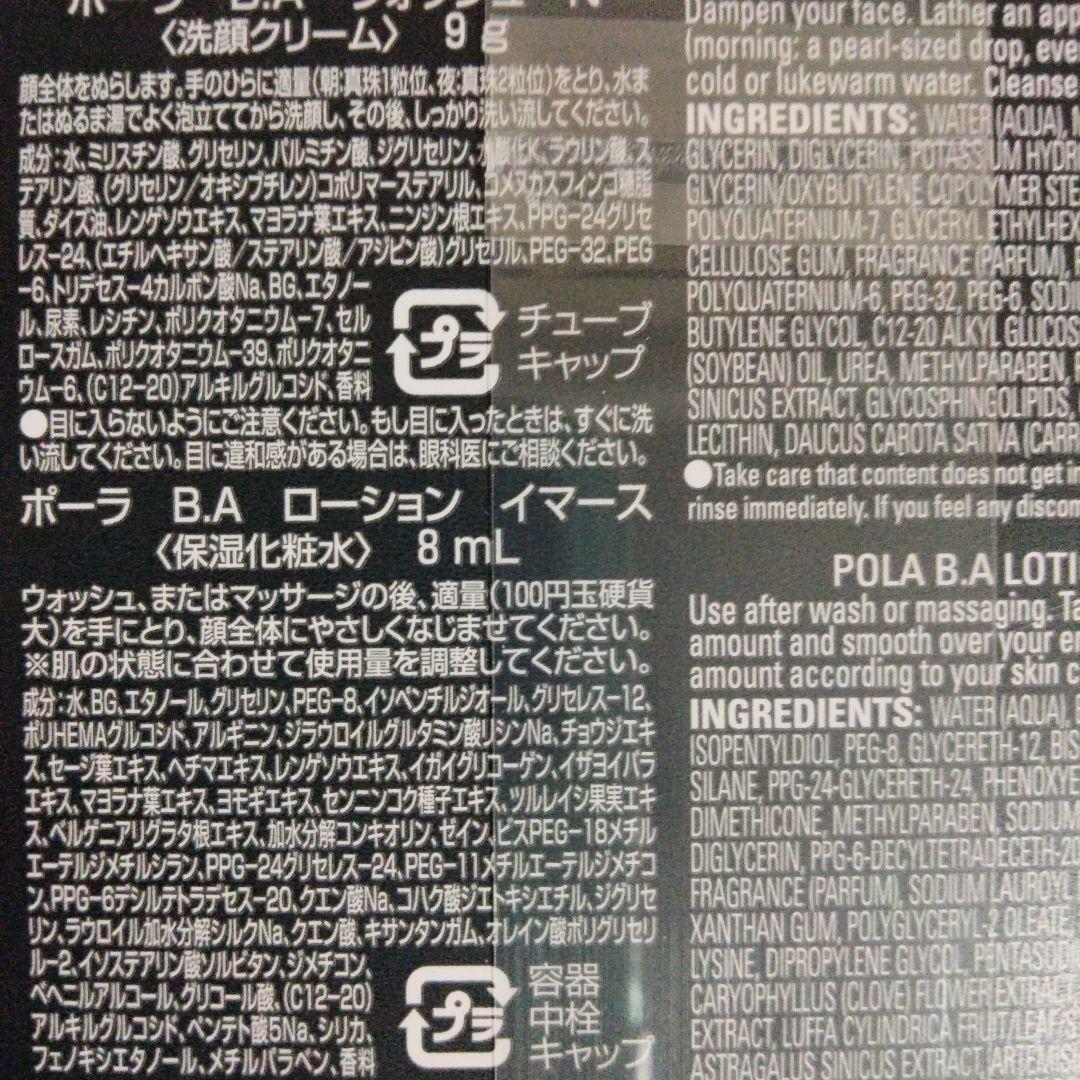 ポーラ B.A ウォッシュ N
〈洗顔クリーム〉 9g
顔全体をぬらします。手のひらに適量(朝:真珠1粒位、夜:真珠2粒位)をとり、水ま
たはぬるま湯でよく泡立ててから洗顔し、その後、しっかり洗い流してください。
成分:水、ミリスチン酸、グリセリン、パルミチン酸、ジグリセリン、水酸化K、ラウリン酸、ス
テアリン酸、(グリセリン/オキシブチレン)コポリマーステアリル、コメヌカスフィンゴ糖脂
質、ダイズ油、レンゲソウエキス、マヨラナ葉エキス、ニンジン根エキス、PPG-24グリセ
レス-24、(エチルヘキサン酸/ステアリン酸/アジピン酸)グリセリル、PEG-32、PEG
-6、トリデセス-4カルボン酸Na、BG、エタノー
ル、尿素、レシチン、ポリクオタニウム-7、セル
ロースガム、ポリクオタニウム-39、ポリクオタニ
ウム-6、(C12-20)アルキルグルコシド、香料
プラ
チューブ
キャップ
●目に入らないようにご注意ください。もし目に入ったときは、すぐに洗
い流してください。目に違和感がある場合は、眼科医にご相談ください。
ポーラ B.A ローション イマース
〈保湿化粧水〉 8mL
ウォッシュ、またはマッサージの後、適量(100円玉硬貨
大)を手にとり、顔全体にやさしくなじませてください。
※肌の状態に合わせて使用量を調整してください。
成分:水、BG、エタノール、グリセリン、PEG-8、イソペンチルジオール、グリセレス-12、
ポリHEMAグルコシド、アルギニン、ジラウロイルグルタミン酸リシンNa、チョウジエキ
ス、セージ葉エキス、ヘチマエキス、レンゲソウエキス、イガイグリコーゲン、イザヨイバラ
エキス、マヨラナ葉エキス、ヨモギエキス、センニンコク種子エキス、ツルレイシ果実エキ
ス、ベルゲニアリグラタ根エキス、加水分解コンキオリン、ゼイン、ビスPEG-18メチル
エーテルジメチルシラン、PPG-24グリセレス-24、PEG-11メチルエーテルジメチコ
ン、PPG-6デシルテトラデセス-20、クエン酸Na、コハク酸ジエトキシエチル、ジグリセ
リン、ラウロイル加水分解シルクNa、クエン酸、キサンタンガム、オレイン酸ポリグリセリ
ル-2、イソステアリン酸ソルビタン、ジメチコン、
ベヘニルアルコール、グリコール酸、(C12-20)
アルキルグルコシド、ペンテト酸5Na、シリカ、
フェノキシエタノール、メチルパラベン、香料
プラ
容器
中栓
キャップ
Dampen your face. Lather an app
(morning: a pearl-sized drop, eve
cold or lukewarm water. Cleanse
INGREDIENTS: WATER (AQUA), M
GLYCERIN, DIGLYCERIN, POTASSIUM HYDR
GLYCERIN/OXYBUTYLENE COPOLYMER STE
POLYQUATERNIUM-7, GLYCERYL ETHYLHEX
CELLULOSE GUM, FRAGRANCE (PARFUM),
POLYQUATERNIUM-6, PEG-32, PEG-6, SOD
BUTYLENE GLYCOL, C12-20 ALKYL GLUCOS
(SOYBEAN) OIL, UREA, METHYLPARABEN,
SINICUS EXTRACT, GLYCOSPHINGOLIPIDS,
LECITHIN, DAUCUS CAROTA SATIVA (CARR
●Take care that content does not get in
rinse immediately. If you feel any discom
POLA B.A LOTI
Use after wash or massaging. Ta
amount and smooth over your en
amount according to your skin c
INGREDIENTS: WATER (AQUA),
ISOPENTYLDIOL, PEG-8, GLYCERETH-12, BIS
SILANE, PPG-24-GLYCERETH-24, PHENOXYE
DIMETHICONE, METHYLPARABEN, SODIUM
DIGLYCERIN, PPG-6-DECYLTETRADECETH-20
FRAGRANCE (PARFUM), SODIUM LAUROYL
XANTHAN GUM, POLYGLYCERYL-2 OLEATE,
LYSINE, DIPROPYLENE GLYCOL, PENTASOD
CARYOPHYLLUS (CLOVE) FLOWER EXTRACT
EXTRACT, LUFFA CYLINDRICA FRUIT/LEAF/S
ASTRAGALUS SINICUS EXTRACT, ARTEMIS